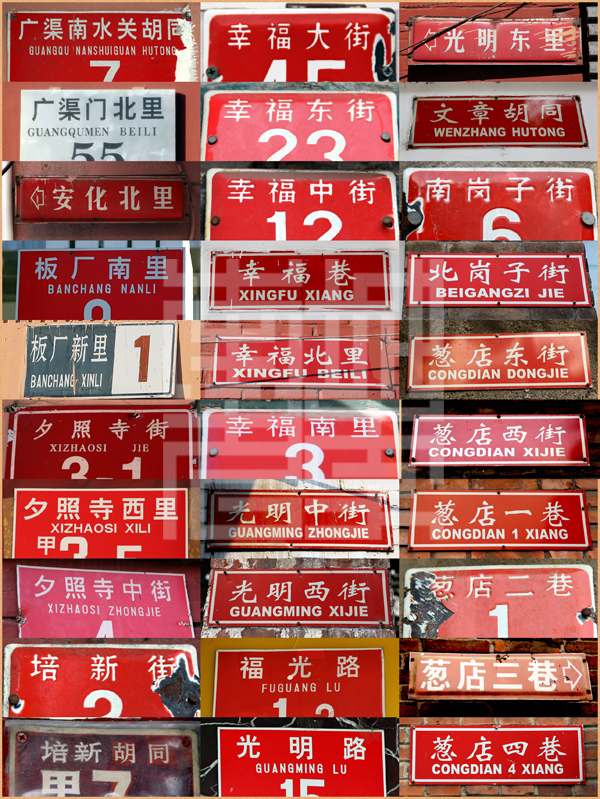 广渠南水关胡同
GUANGQU NANSHUIGUAN HUTONG
7
幸福大街
45
光明东里
广渠门北里
GUANGQUMEN BEILI
55
幸福东街
23
文章胡同
WENZHANG HUTONG
安化北里
幸福中街
12
南岗子街
6
板厂南里
BANCHANG NANLI
幸福巷
XINGFU XIANG
北岗子街
BEIGANGZI JIE
板厂新里
BANCHANG XINLI
1
幸福北里
XINGFU BEILI
葱店东街
CONGDIAN DONGJIE
夕照寺街
XIZHAOSI JIE
3-1
幸福南里
3
葱店西街
CONGDIAN XIJIE
夕照寺西里
XIZHAOSI XILI
甲3-5
光明中街
GUANGMING ZHONGJIE
葱店一巷
CONGDIAN 1 XIANG
夕照寺中街
XIZHAOSI ZHONGJIE
4
光明西街
GUANGMING XIJIE
葱店二巷
1
培新街
2
福光路
FUGUANG LU
葱店三巷
培新胡同
甲7
光明路
GUANGMING LU
15
葱店四巷
CONGDIAN 4 XIANG